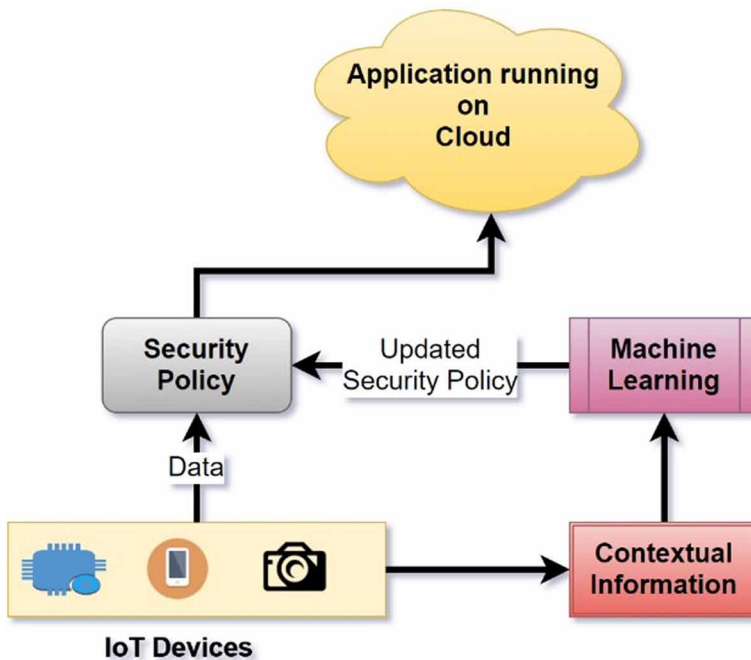 Application running
on
Cloud
Security
Policy
Updated
Security Policy
Machine
Learning
Data
Contextual
Information
IoT Devices